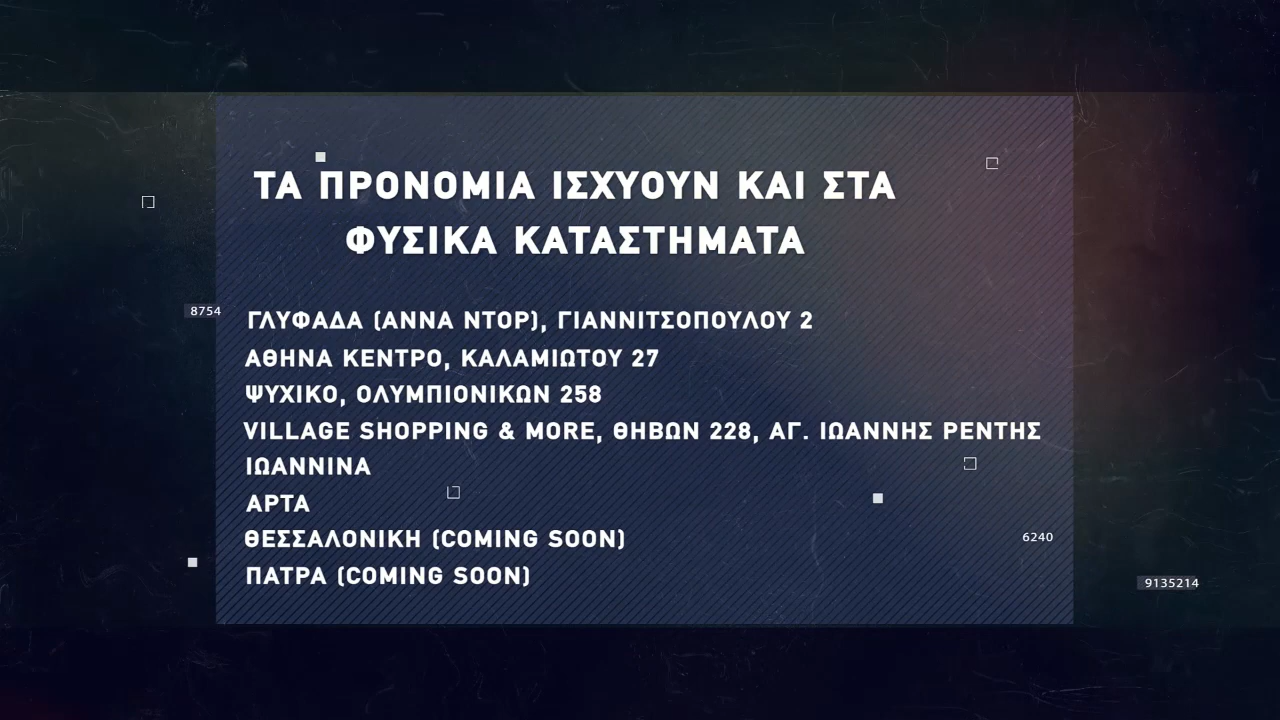 ΤΑ ΠΡΟΝΟΜΙΑ ΙΣΧΥΟΥΝ ΚΑΙ ΣΤΑ
ΦΥΣΙΚΑ ΚΑΤΑΣΤΗΜΑΤΑ
8754
ΓΛΥΦΑΔΑ (ΑΝΝΑ ΝΤΟΡ), ΓΙΑΝΝΙΤΣΟΠΟΥΛΟΥ 2
ΑΘΗΝΑ ΚΕΝΤΡΟ, ΚΑΛΑΜΙΩΤΟΥ 27
ΨΥΧΙΚΟ, ΟΛΥΜΠΙΟΝΙΚΩΝ 258
VILLAGE SHOPPING & MORE, ΘΗΒΩΝ 228, ΑΓ. ΙΩΑΝΝΗΣ ΡΕΝΤΗΣ
ΙΩΑΝΝΙΝΑ
ΑΡΤΑ
ΘΕΣΣΑΛΟΝΙΚΗ (COMING SOON)
6240
ΠΑΤΡΑ (COMING SOON)
9135214